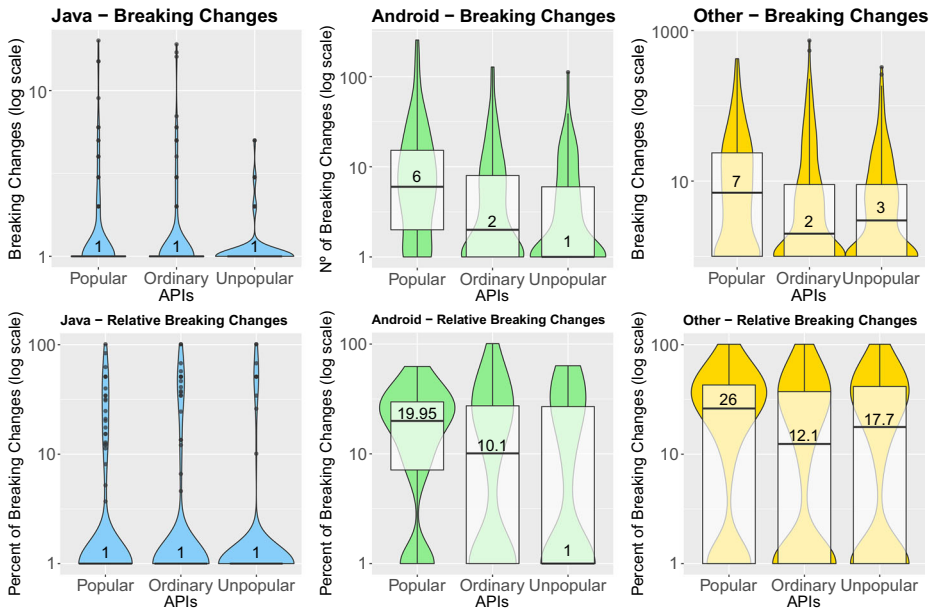 Java – Breaking Changes
Breaking Changes (log scale)
10
1
1
1
1
Popular
Ordinary
Unpopular
APIs
Android – Breaking Changes
Nº of Breaking Changes (log scale)
100
10
1
6
2
1
Popular
Ordinary
Unpopular
APIs
Other – Breaking Changes
Breaking Changes (log scale)
1000
10
7
2
3
Popular
Ordinary
Unpopular
APIs
Java – Relative Breaking Changes
Percent of Breaking Changes (log scale)
100
10
1
1
1
1
Popular
Ordinary
Unpopular
APIs
Android – Relative Breaking Changes
Percent of Breaking Changes (log scale)
100
10
1
19.95
10.1
1
Popular
Ordinary
Unpopular
APIs
Other – Relative Breaking Changes
Percent of Breaking Changes (log scale)
100
10
1
26
12.1
17.7
Popular
Ordinary
Unpopular
APIs